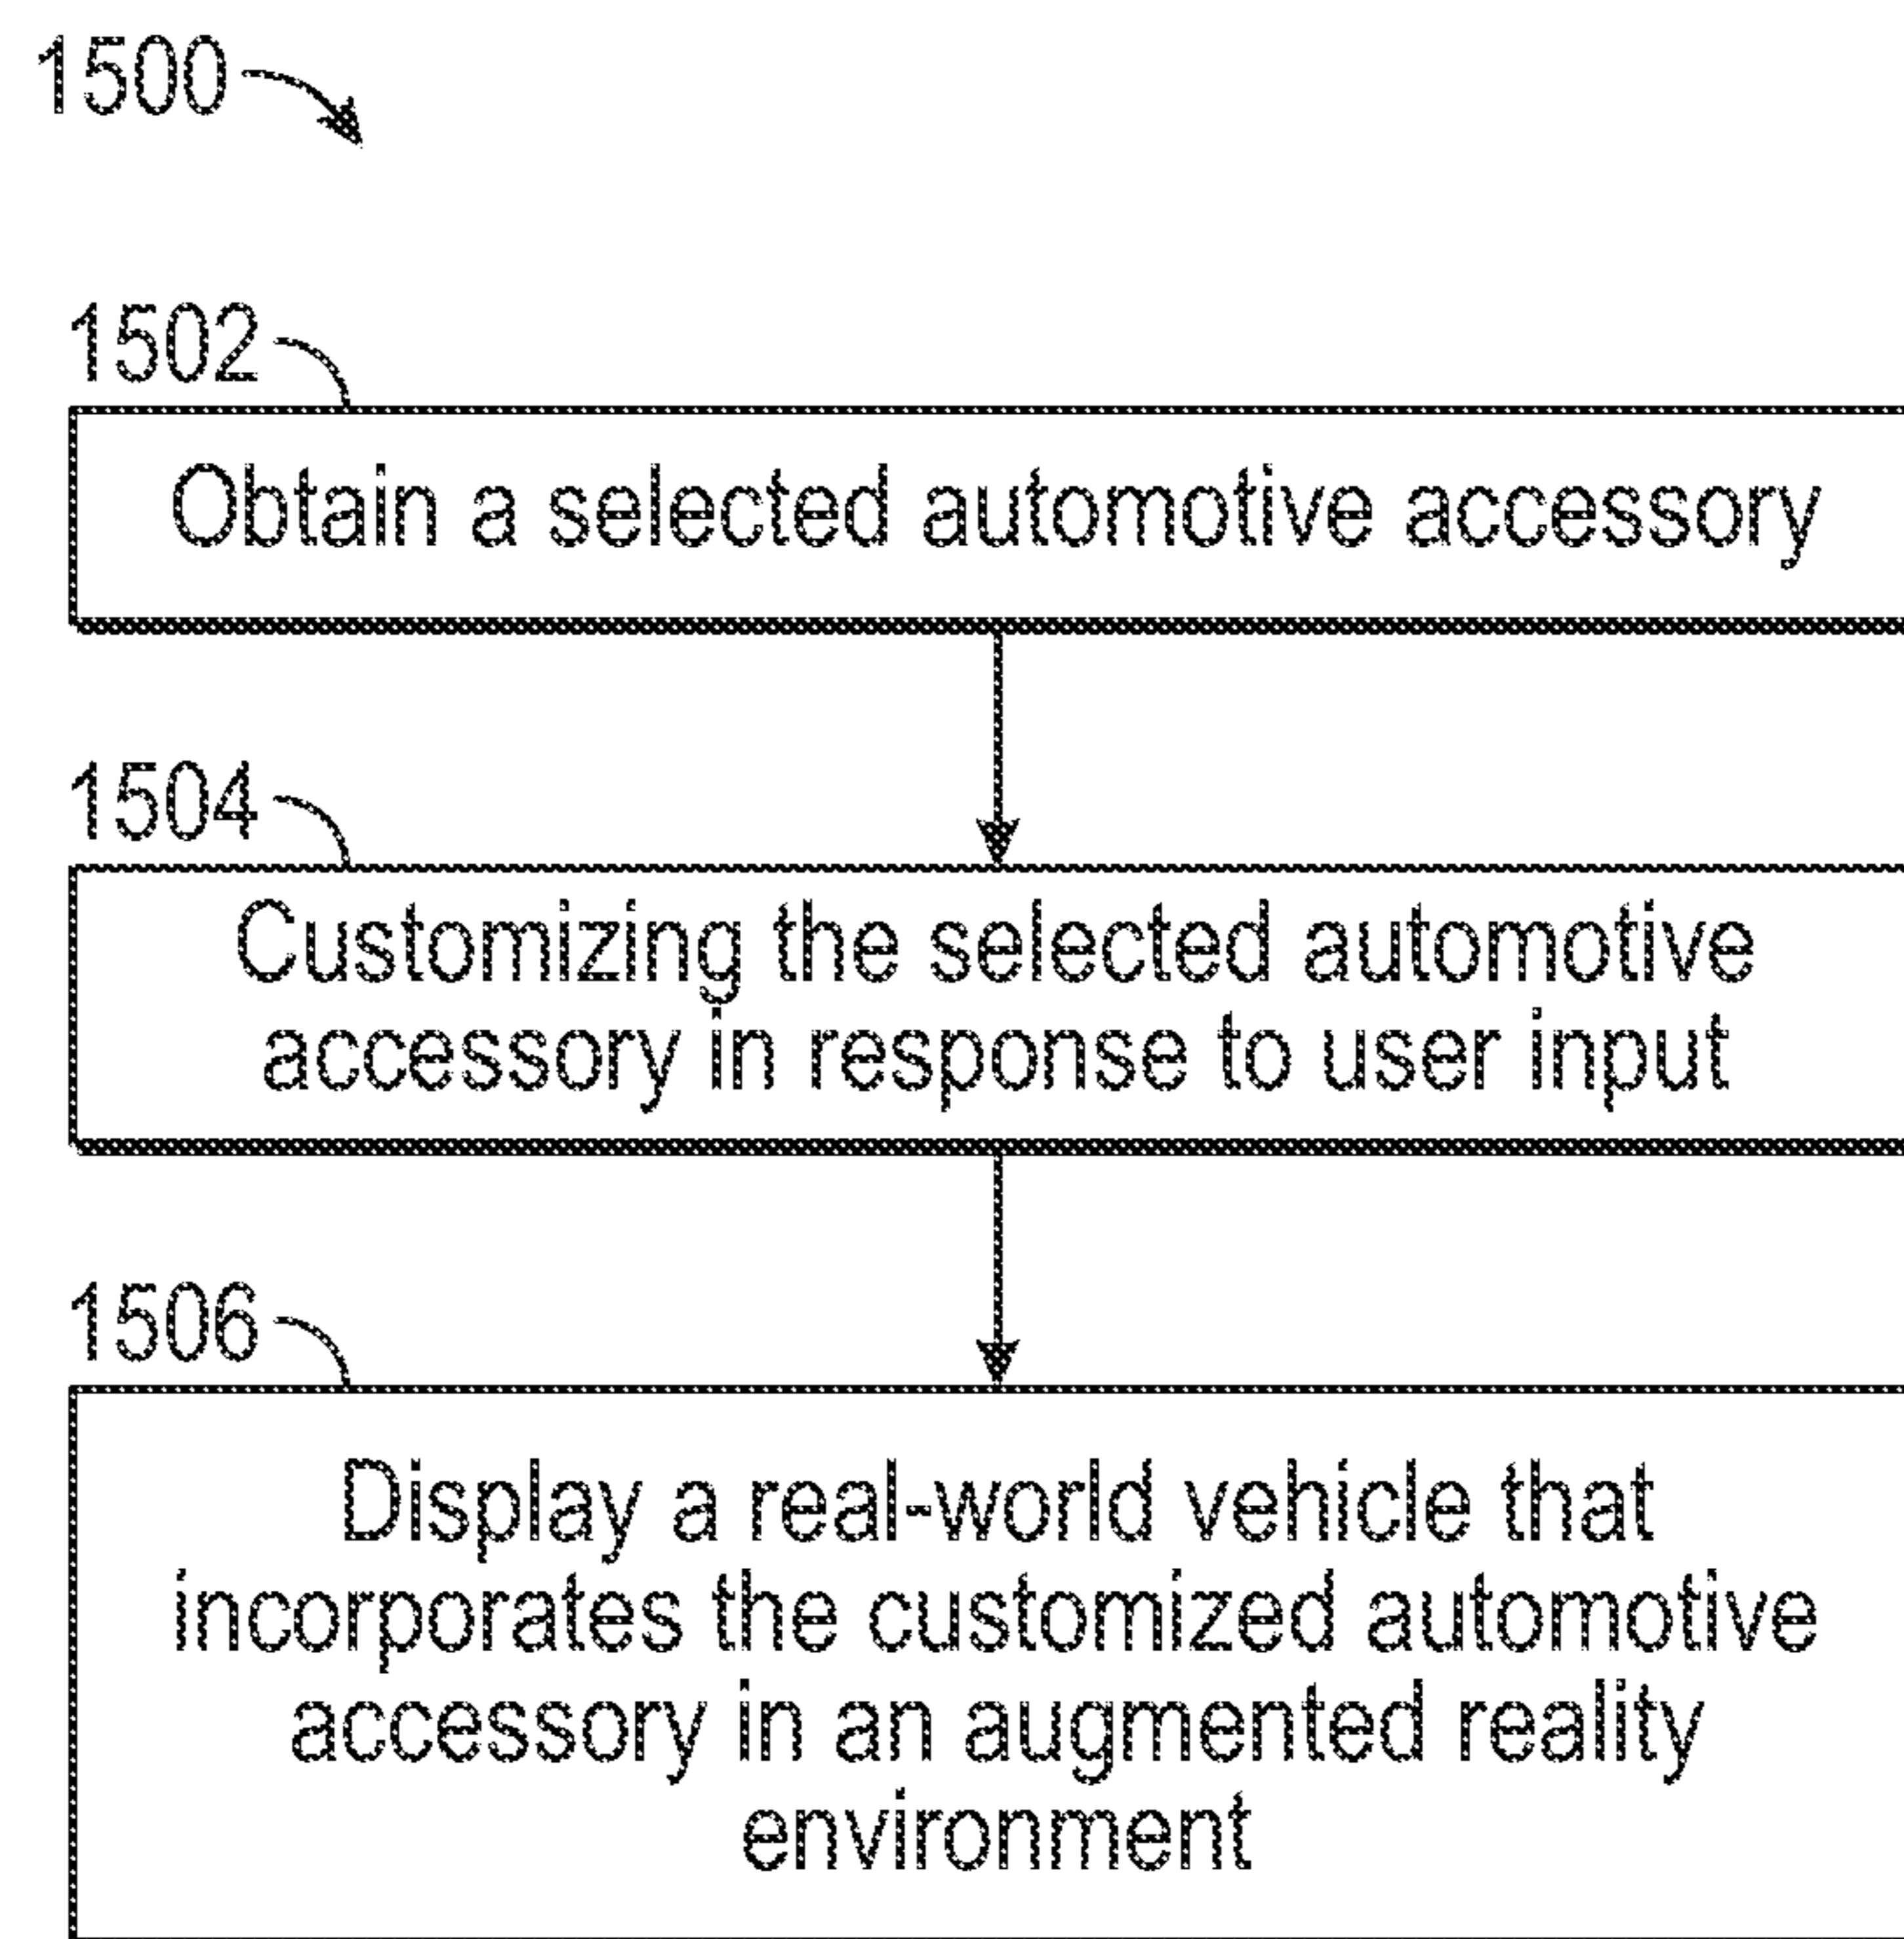 1500
1502
Obtain a selected automotive accessory
1504
Customizing the selected automotive
accessory in response to user input
1506
Display a real-world vehicle that
incorporates the customized automotive
accessory in an augmented reality
environment